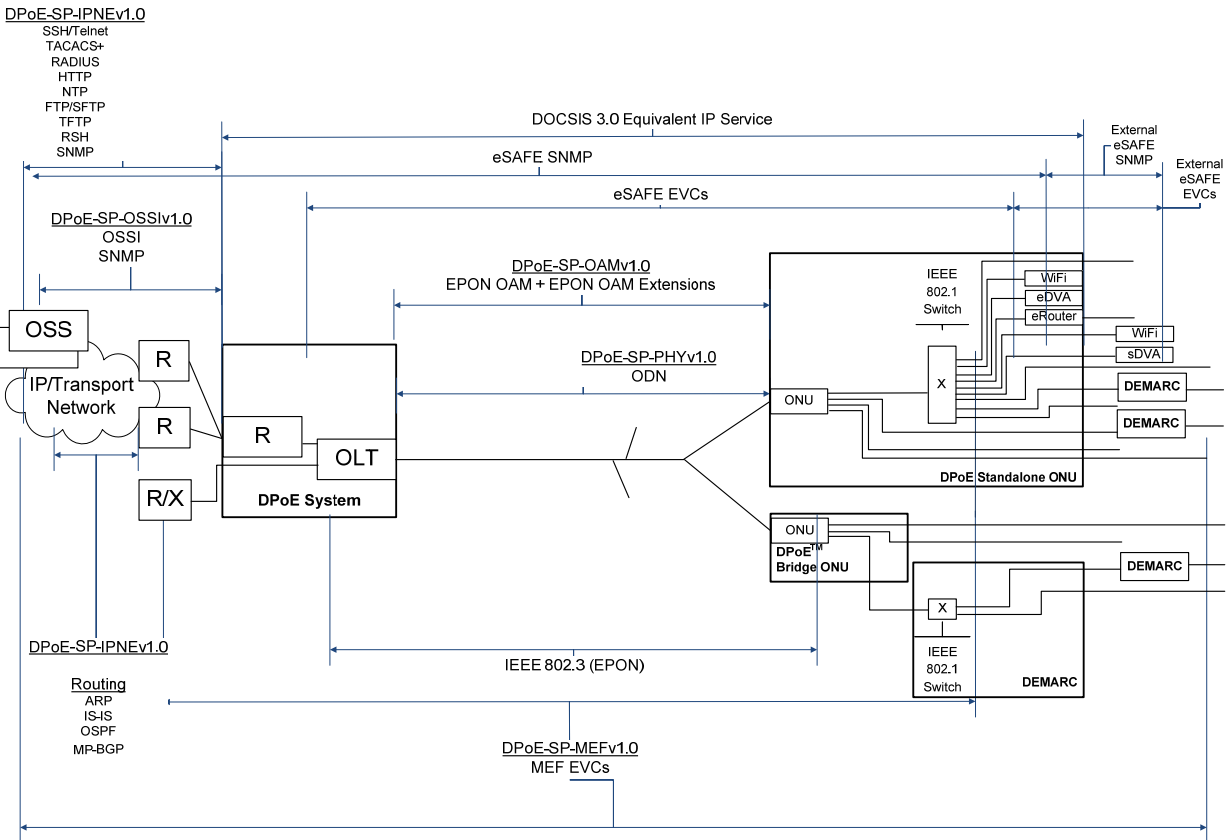 DPoE-SP-IPNEv1.0
SSH/Telnet
TACACS+
RADIUS
HTTP
NTP
FTP/SFTP
TFTP
RSH
SNMP
DOCSIS 3.0 Equivalent IP Service
eSAFE SNMP
External
eSAFE
SNMP
External
eSAFE
EVCs
eSAFE EVCs
DPoE-SP-OSSIv1.0
OSSI
SNMP
DPoE-SP-OAMv1.0
EPON OAM + EPON OAM Extensions
IEEE
802.1
Switch
WiFi
eDVA
eRouter
WiFi
sDVA
OSS
R
DPoE-SP-PHYv1.0
ODN
IP/Transport
Network
ONU
X
DEMARC
DEMARC
R
R
OLT
DPoE System
DPoE Standalone ONU
R/X
ONU
DPoE™
Bridge ONU
DEMARC
X
IEEE
802.1
Switch
DEMARC
DPoE-SP-IPNEv1.0
IEEE 802.3 (EPON)
Routing
ARP
IS-IS
OSPF
MP-BGP
DPoE-SP-MEFv1.0
MEF EVCs